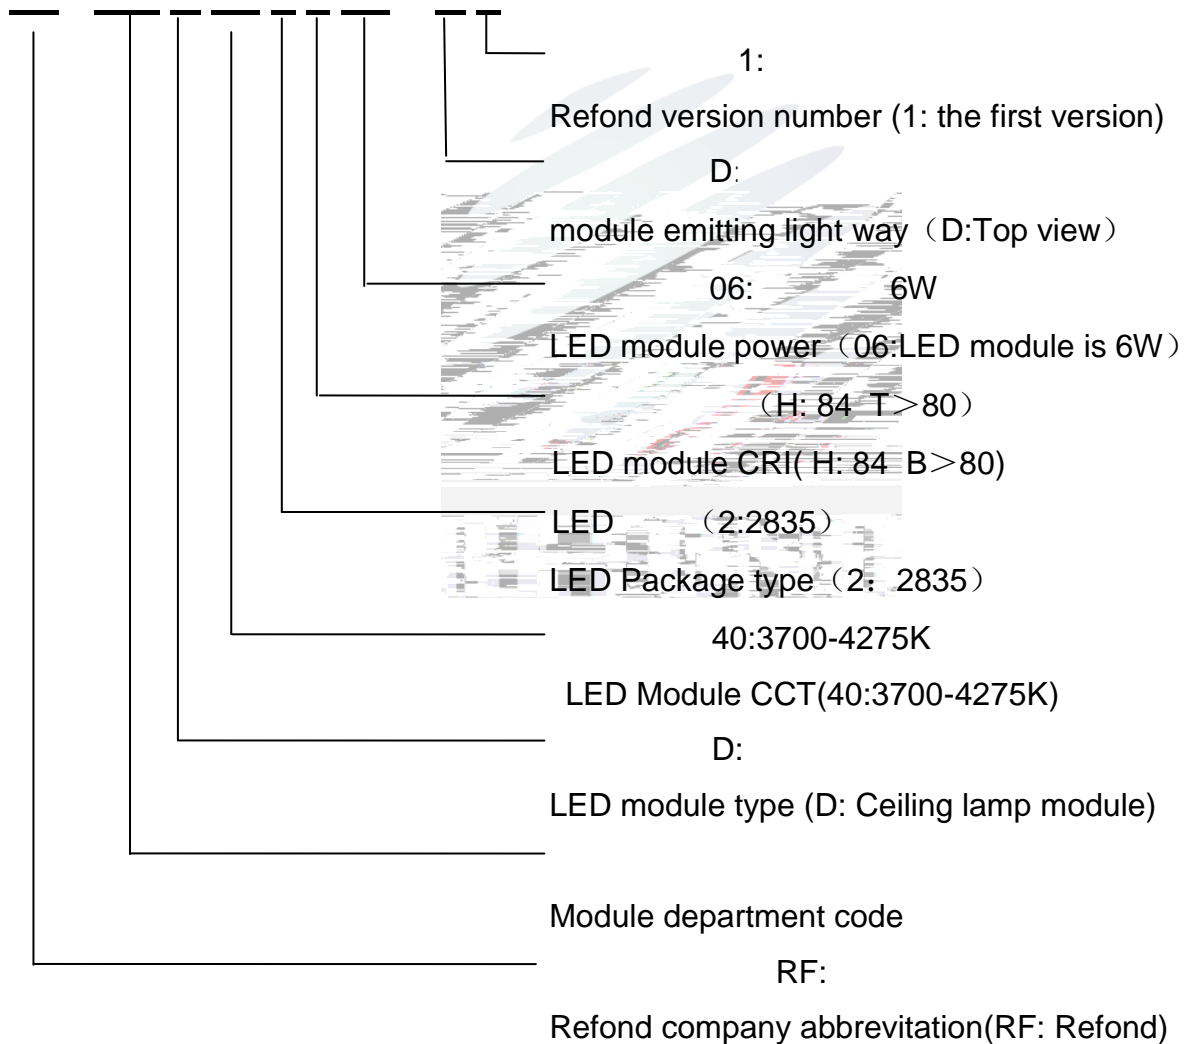 1:
Refond version number (1: the first version)
D:
module emitting light way（D:Top view）
06: 6W
LED module power（06:LED module is 6W）
（H: 84 T＞80）
LED module CRI( H: 84 B＞80)
LED （2:2835）
LED Package type（2：2835）
40:3700-4275K
LED Module CCT(40:3700-4275K)
D:
LED module type (D: Ceiling lamp module)
Module department code
RF:
Refond company abbrevitation(RF: Refond)